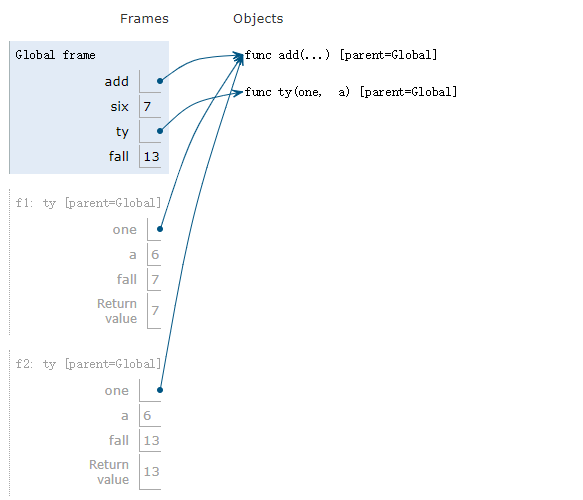 Frames Objects
Global frame
func add(...) [parent=Global]
add
six 7
func ty(one, a) [parent=Global]
ty
fall 13
f1: ty [parent=Global]
one
a 6
fall 7
Return
value 7
f2: ty [parent=Global]
one
a 6
fall 13
Return
value 13